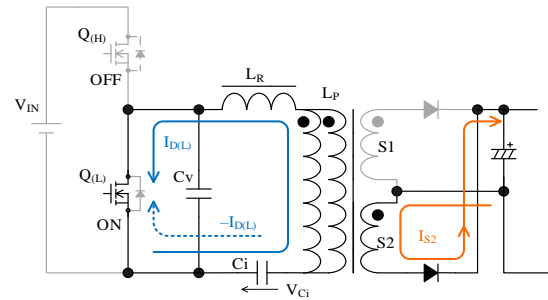 Q(H)
OFF
VIN
LR
LP
ID(L)
Q(L)
Cv
S1
ON
−ID(L)
S2
IS2
Ci
VCi
+